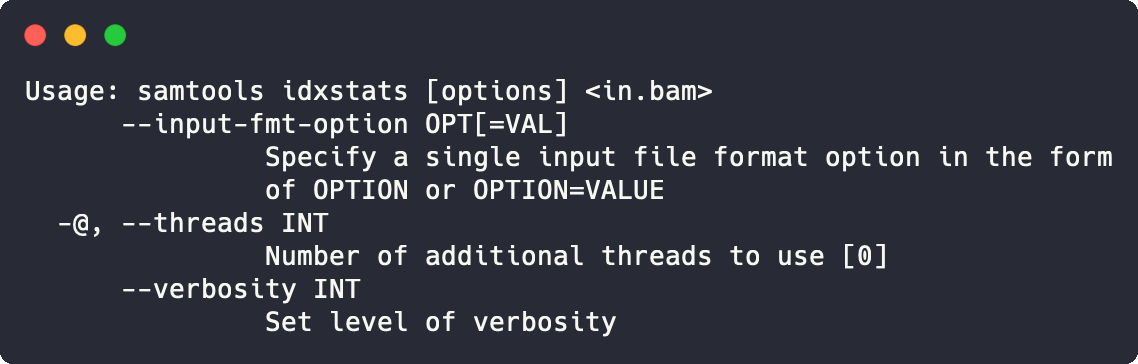 Usage: samtools idxstats [options] <in.bam>
      --input-fmt-option OPT[=VAL]
               Specify a single input file format option in the form
               of OPTION or OPTION=VALUE
  -@, --threads INT
               Number of additional threads to use [0]
      --verbosity INT
               Set level of verbosity